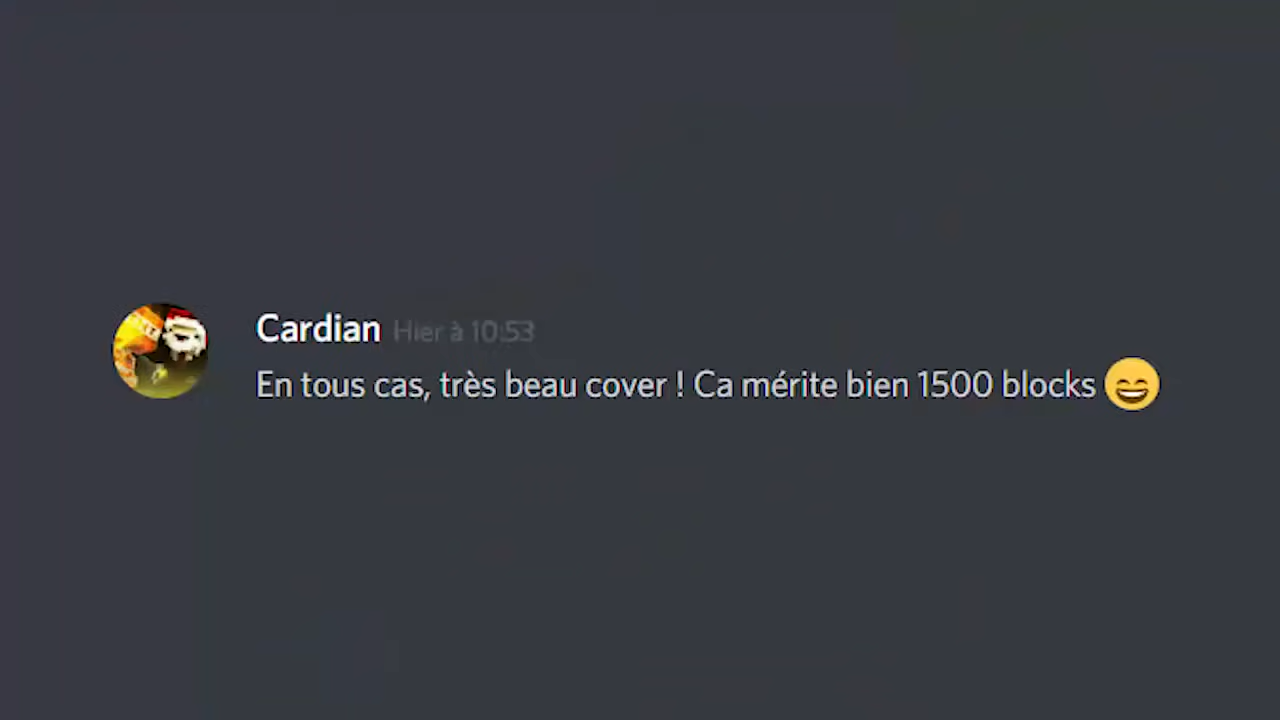 Cardian Hier à 10:53
En tous cas, très beau cover ! Ca mérite bien 1500 blocks 😄